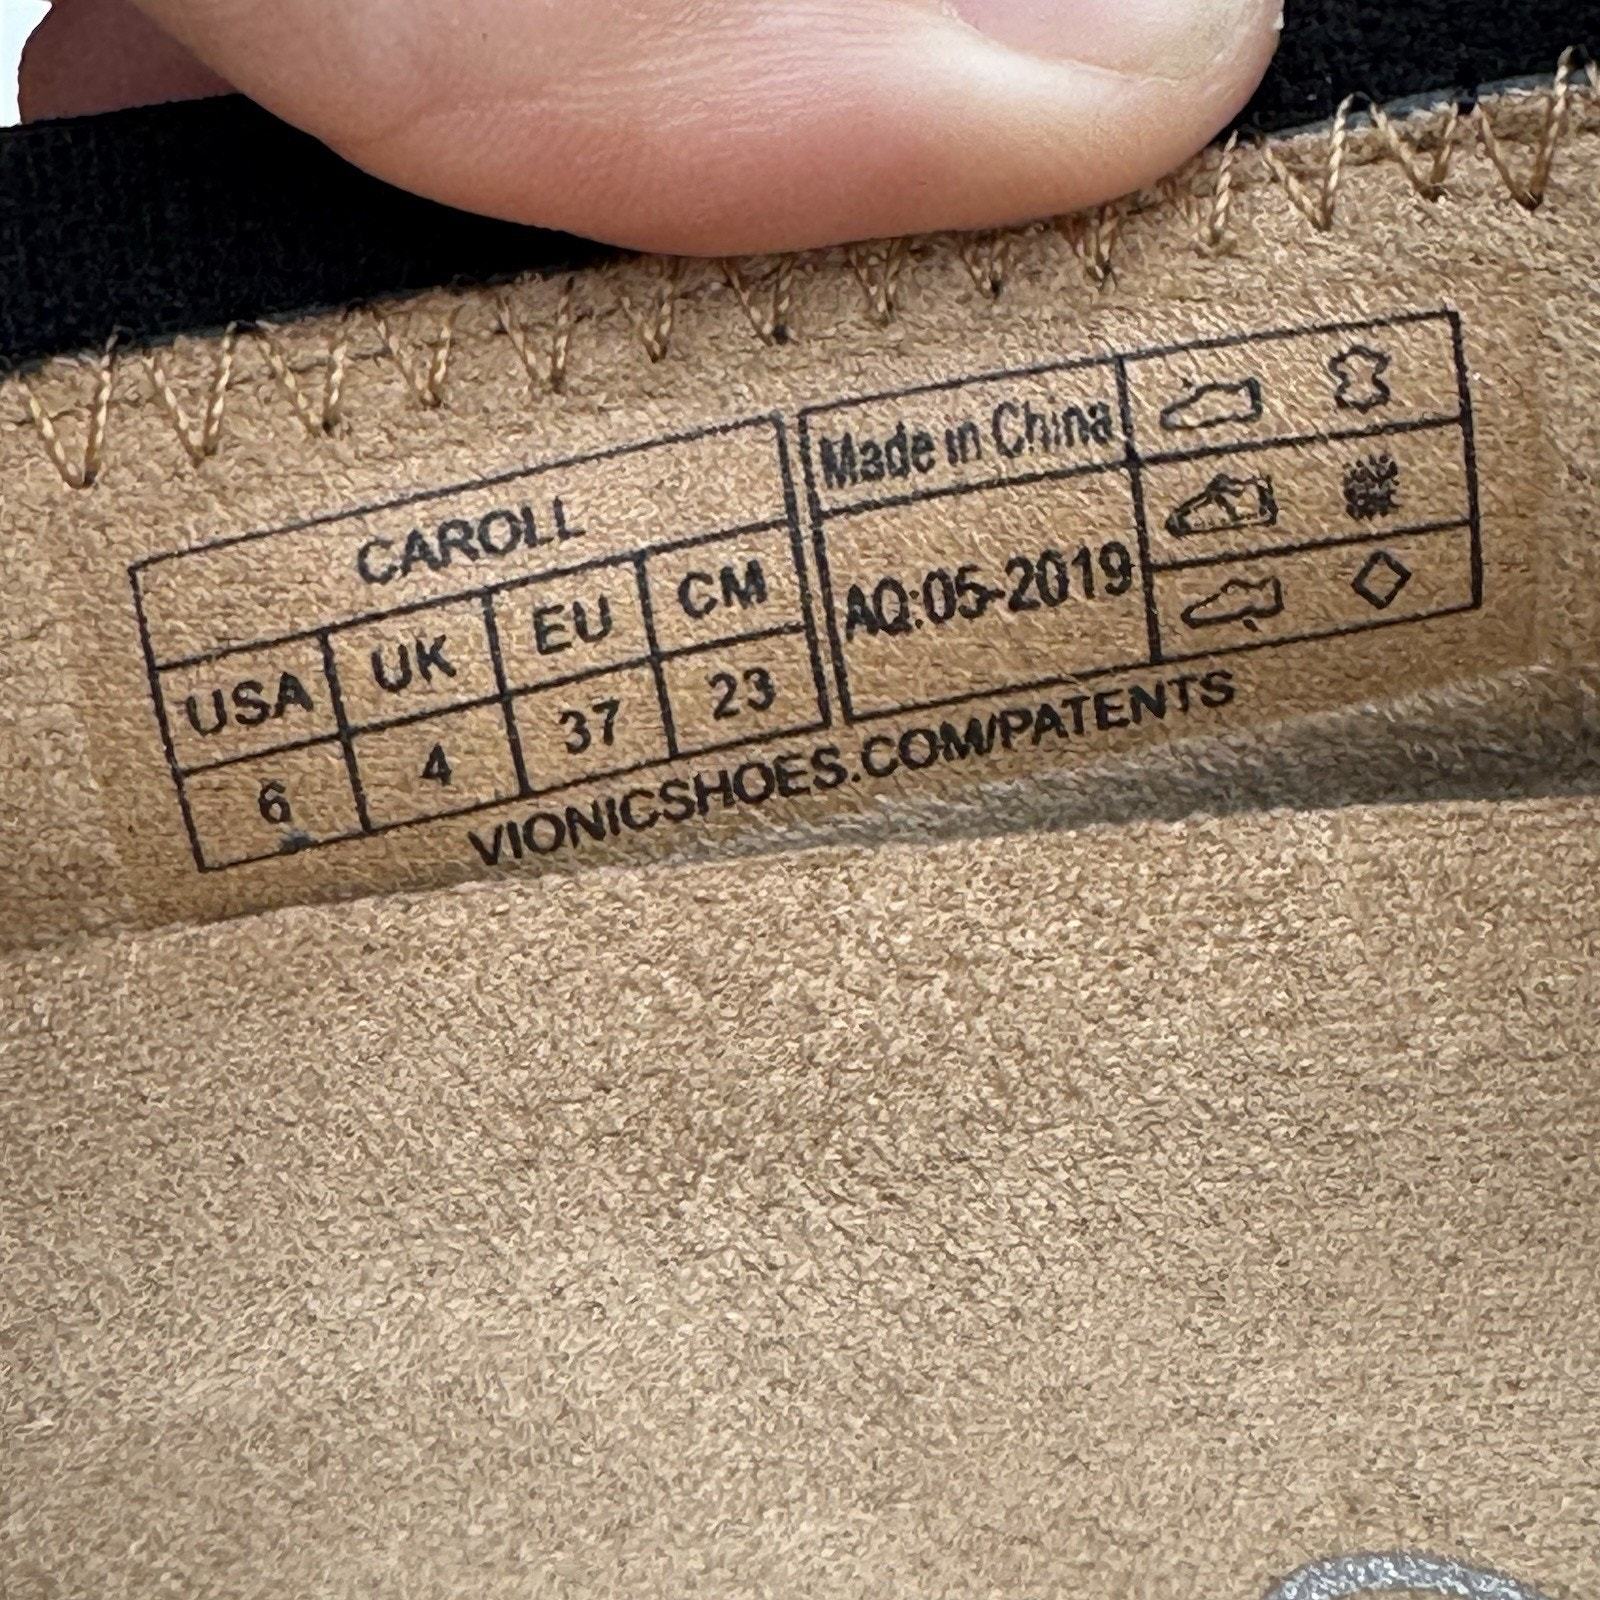 CAROLL
USA UK EU CM
6 4 37 23
Made in China
AQ:05-2019
VIONICSHOES.COM/PATENTS